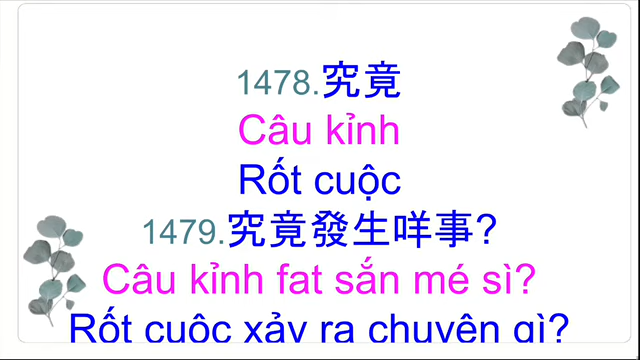 1478.究竟
Câu kỉnh
Rốt cuộc
1479.究竟發生咩事?
Câu kỉnh fat sắn mé sì?
Rốt cuộc xảy ra chuyện gì?